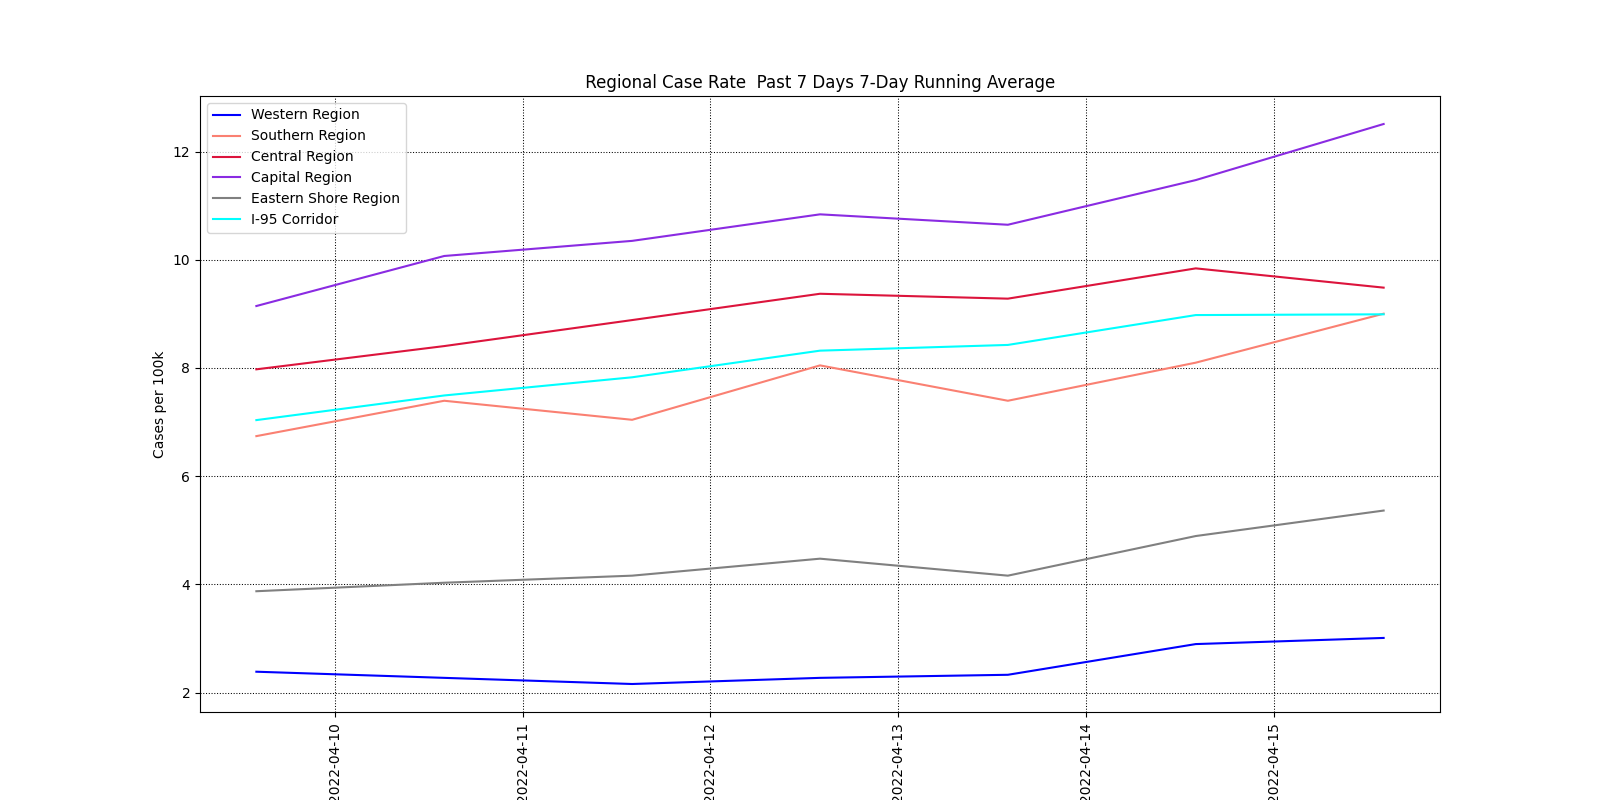 Regional Case Rate  Past 7 Days 7-Day Running Average
Western Region
Southern Region
Central Region
Capital Region
Eastern Shore Region
I-95 Corridor
Cases per 100k
12
10
8
6
4
2
2022-04-10
2022-04-11
2022-04-12
2022-04-13
2022-04-14
2022-04-15